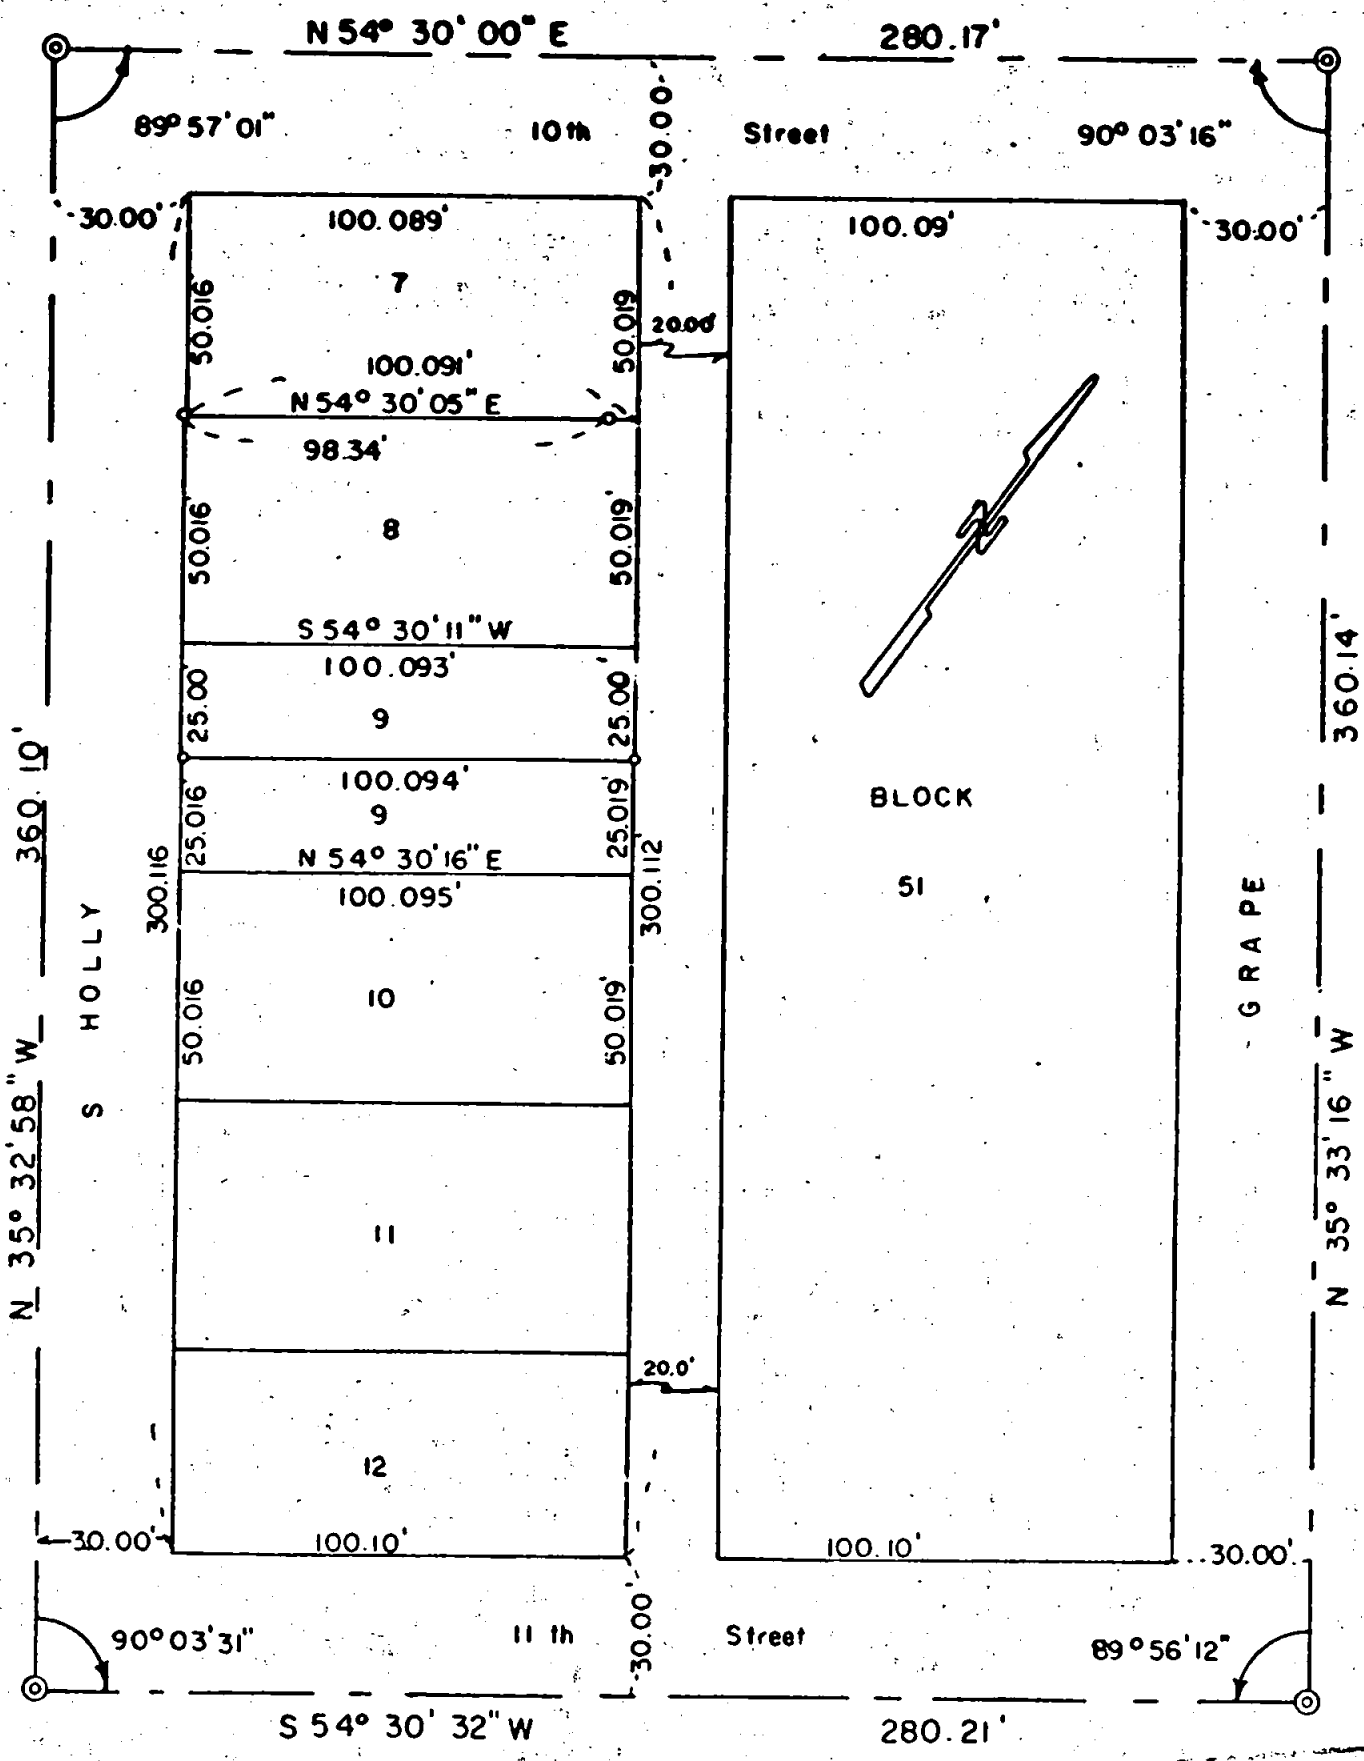 N 54° 30' 00" E
280.17'
89° 57' 01"
10th Street
90° 03' 16"
30.00
30.00'
100.089'
100.09'
30.00'
7
50.016'
50.019
20.00'
100.091'
N 54° 30' 05" E
98.34'
8
50.016'
50.019'
S 54° 30' 11" W
100.093'
25.00'
25.00'
9
100.094'
9
25.016'
25.019'
N 54° 30' 16" E
100.095'
300.116
300.112
10
50.016'
50.019'
BLOCK
51
N 35° 32' 58" W 360.10'
S HOLLY
GRAPE
N 35° 33' 16" W 360.14'
11
20.0'
12
30.00'
100.10'
100.10'
30.00'
30.00'
90° 03' 31"
11 th Street
89° 56' 12"
S 54° 30' 32" W
280.21'